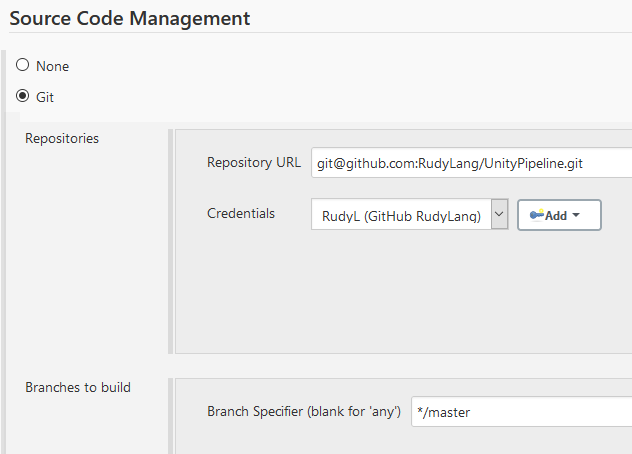 Source Code Management
None
Git
Repositories
Repository URL git@github.com:RudyLang/UnityPipeline.git
Credentials RudyL (GitHub RudyLang) Add
Branches to build
Branch Specifier (blank for 'any') */master